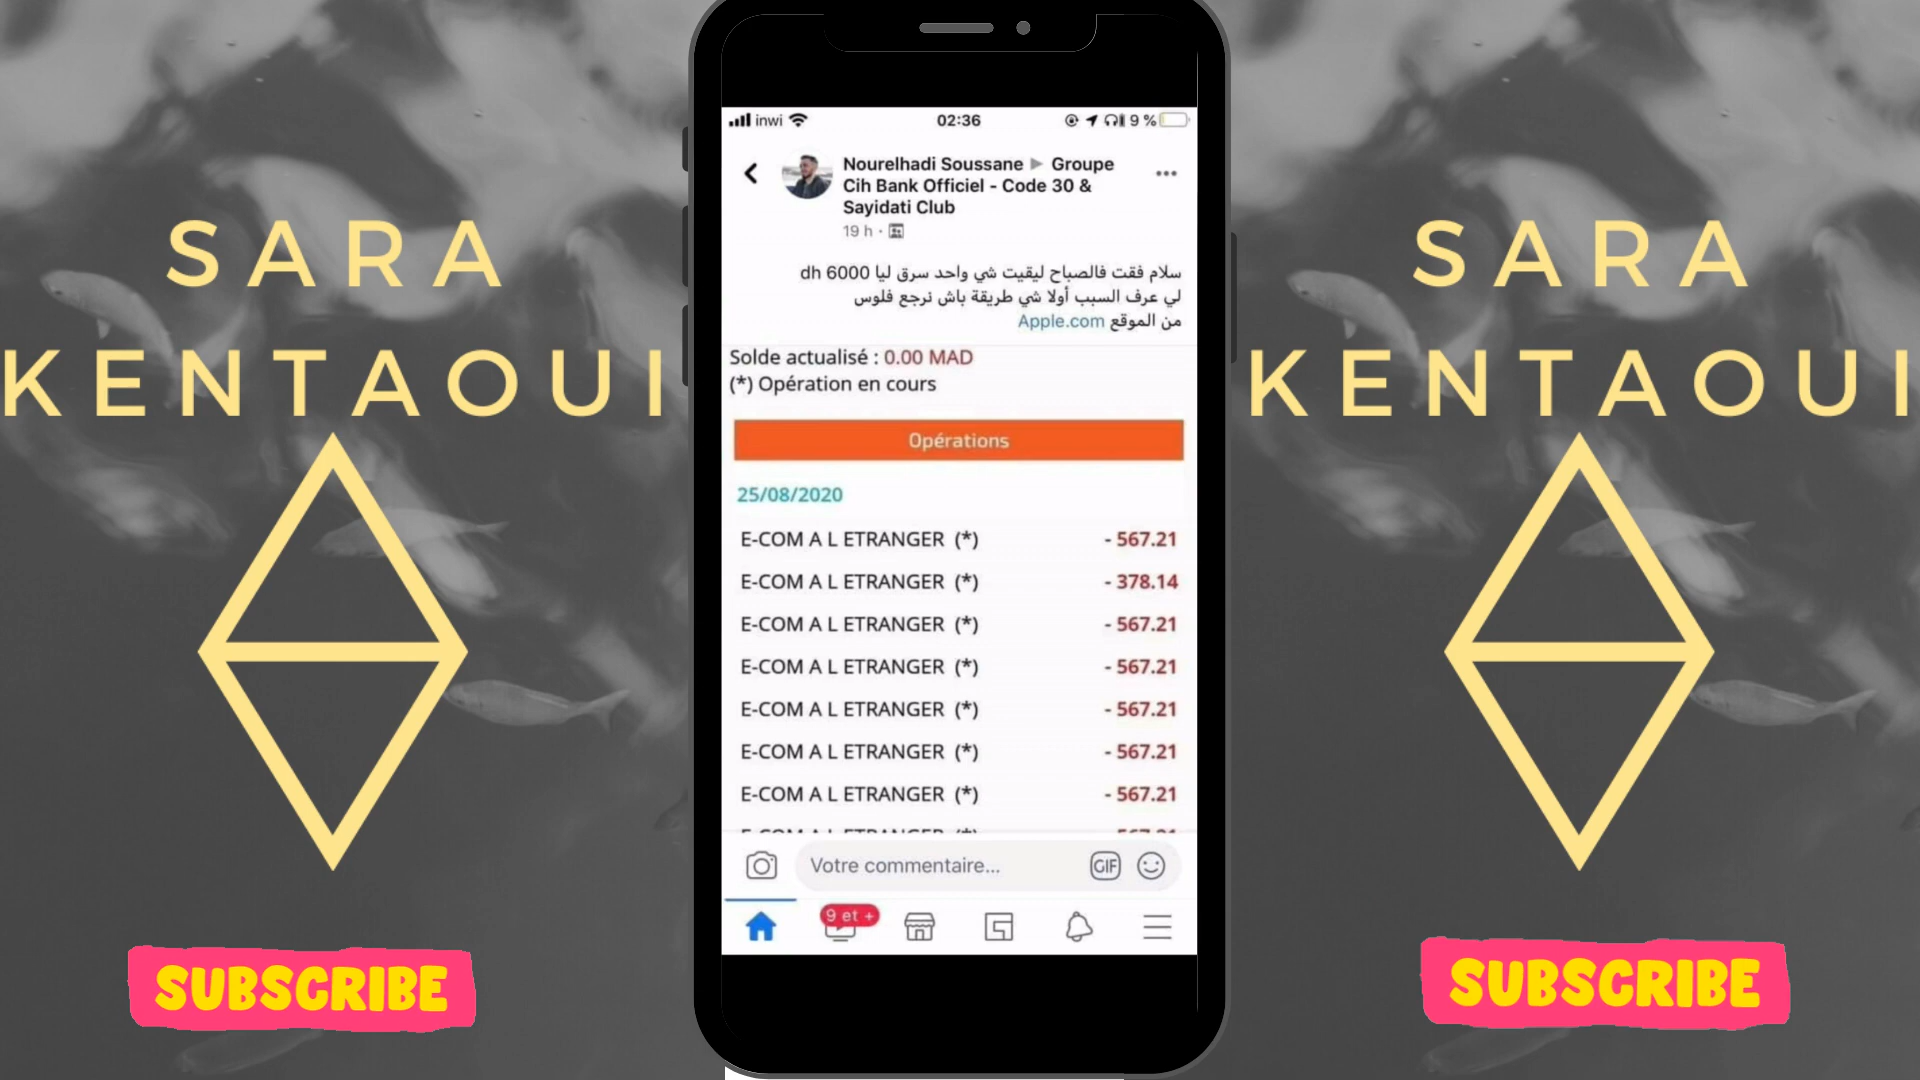 SARA
KENTAOUI
SUBSCRIBE
inwi 02:36 9 %
Nourelhadi Soussane ▶ Groupe
Cih Bank Officiel - Code 30 &
Sayidati Club
19 h ·
سلام فقت فالصباح ليقيت شي واحد سرق ليا 6000 dh
لي عرف السبب أولا شي طريقة باش نرجع فلوس
من الموقع Apple.com
Solde actualisé : 0.00 MAD
(*) Opération en cours
Opérations
25/08/2020
E-COM A L ETRANGER (*) - 567.21
E-COM A L ETRANGER (*) - 378.14
E-COM A L ETRANGER (*) - 567.21
E-COM A L ETRANGER (*) - 567.21
E-COM A L ETRANGER (*) - 567.21
E-COM A L ETRANGER (*) - 567.21
E-COM A L ETRANGER (*) - 567.21
E-COM A L ETRANGER (*) - 567.21
Votre commentaire... GIF
9 et +
SARA
KENTAOUI
SUBSCRIBE